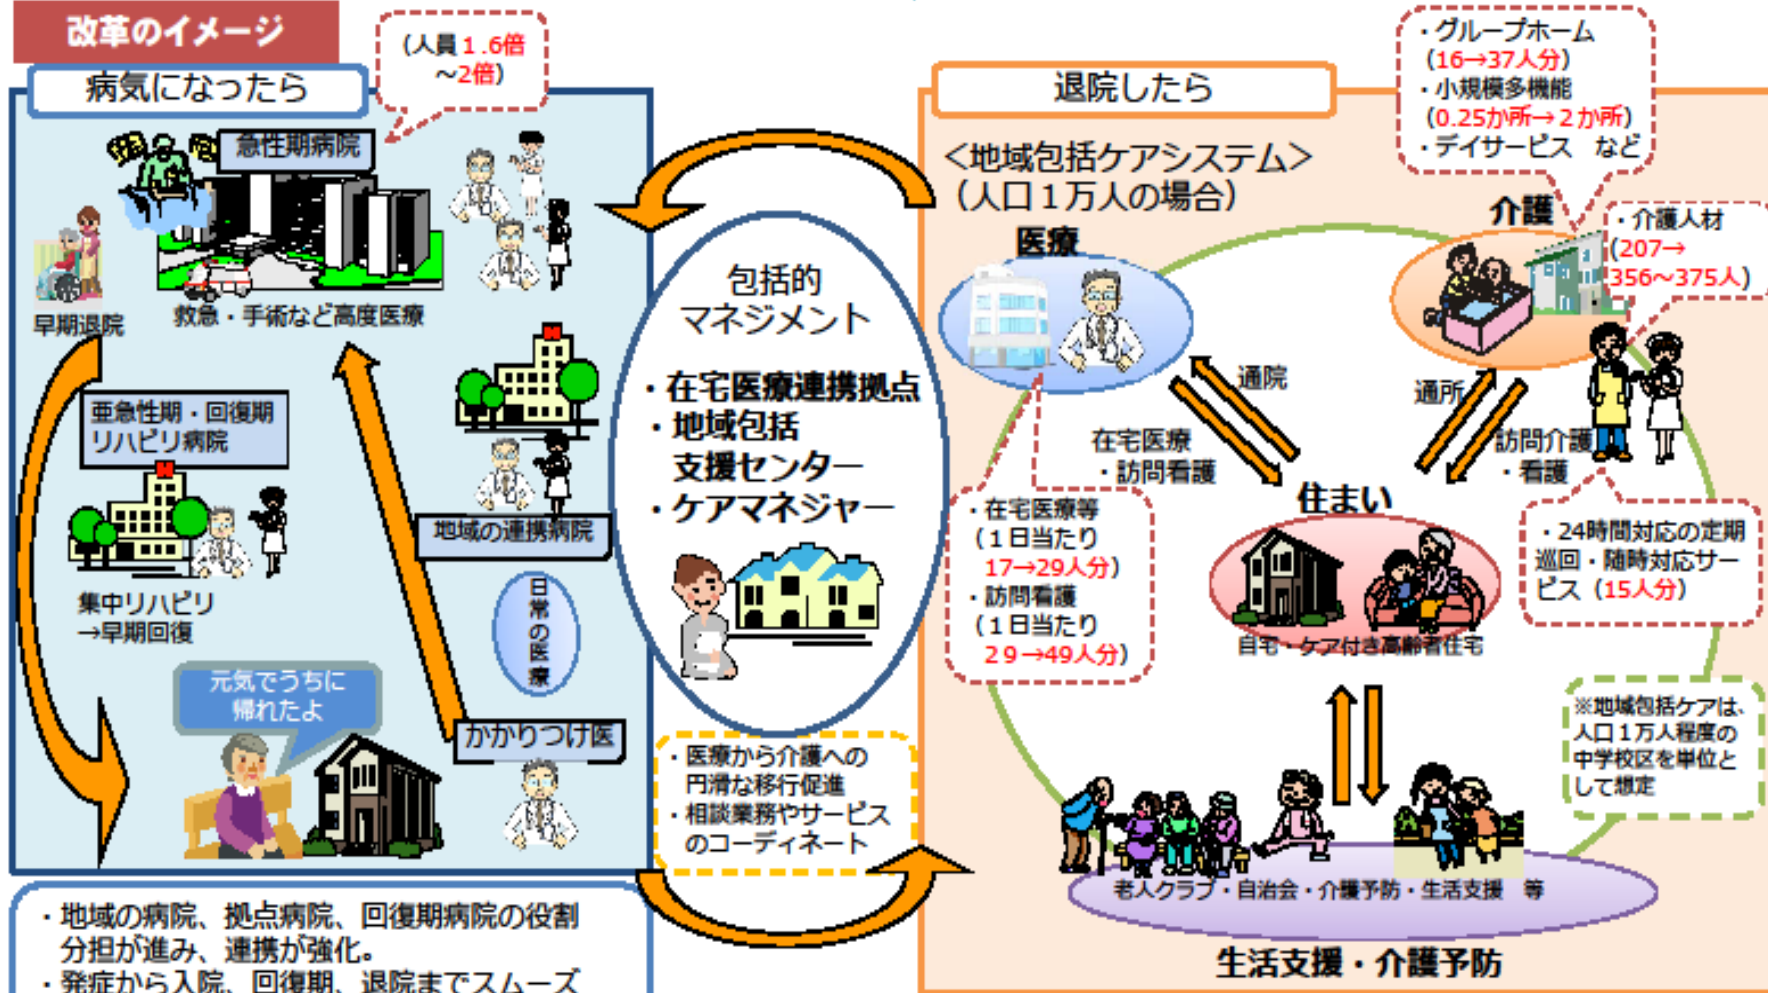 改革のイメージ
（人員１.6倍
～2倍）
病気になったら
急性期病院
早期退院
救急・手術など高度医療
亜急性期・回復期
リハビリ病院
地域の連携病院
集中リハビリ
→早期回復
日常の医療
元気でうちに
帰れたよ
かかりつけ医
・地域の病院、拠点病院、回復期病院の役割
分担が進み、連携が強化。
・発症から入院、回復期、退院までスムーズ
包括的
マネジメント
・在宅医療連携拠点
・地域包括
支援センター
・ケアマネジャー
・医療から介護への
円滑な移行促進
・相談業務やサービス
のコーディネート
退院したら
＜地域包括ケアシステム＞
（人口１万人の場合）
・グループホーム
（16→37人分）
・小規模多機能
（0.25か所→２か所）
・デイサービス　など
医療
介護
・介護人材
（207→
356～375人）
通院
通所
在宅医療
・訪問看護
訪問介護
・看護
・在宅医療等
（１日当たり
17→29人分）
・訪問看護
（１日当たり
２９→49人分）
住まい
自宅・ケア付き高齢者住宅
・24時間対応の定期
巡回・随時対応サー
ビス（15人分）
※地域包括ケアは、
人口１万人程度の
中学校区を単位と
して想定
老人クラブ・自治会・介護予防・生活支援　等
生活支援・介護予防